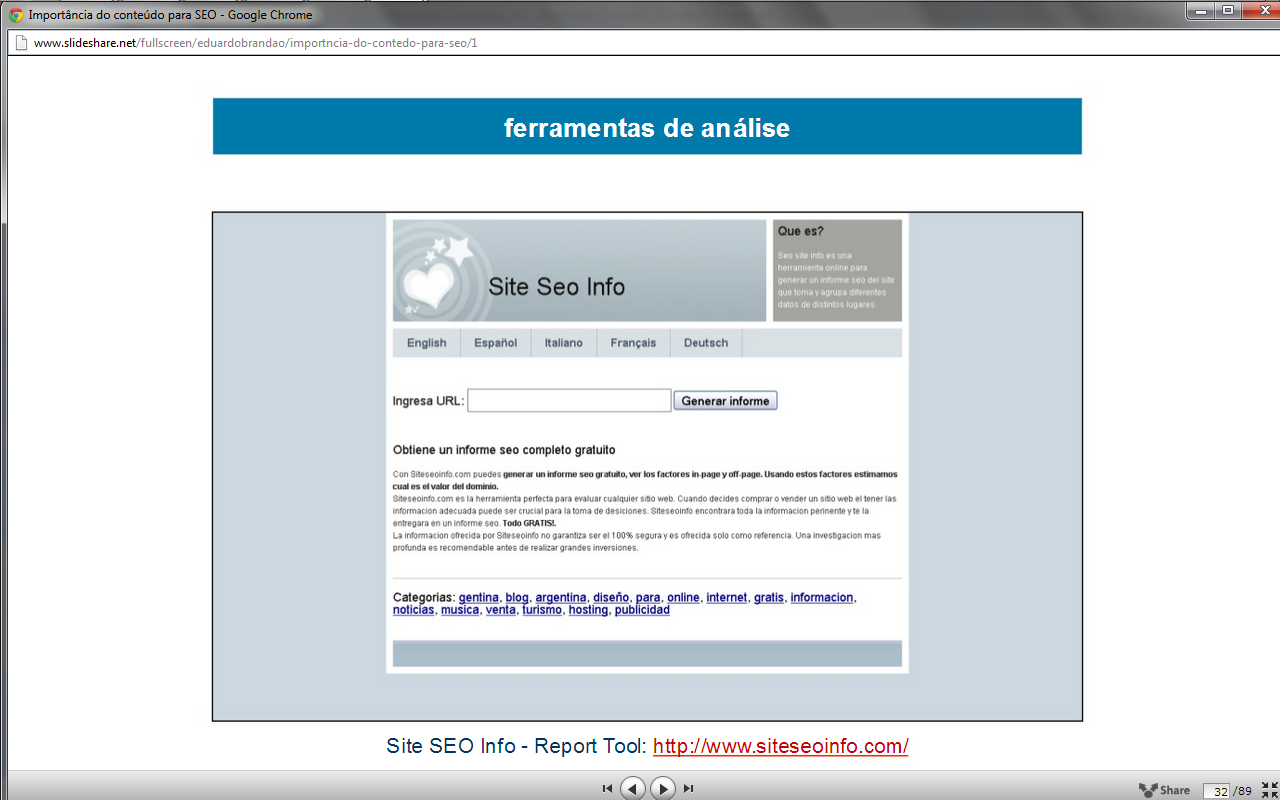 Importância do conteúdo para SEO - Google Chrome
www.slideshare.net/fullscreen/eduardobrandao/importncia-do-contedo-para-seo/1
ferramentas de análise
Site Seo Info
Que es?
Seo site info es una
herramienta online para
generar un informe seo del site
que toma y agrupa diferentes
datos de distintos lugares.
English Español Italiano Français Deutsch
Ingresa URL: Generar informe
Obtiene un informe seo completo gratuito
Con Siteseoinfo.com puedes generar un informe seo gratuito, ver los factores in-page y off-page. Usando estos factores estimamos
cual es el valor del dominio.
Siteseoinfo.com es la herramienta perfecta para evaluar cualquier sitio web. Cuando decides comprar o vender un sitio web el tener las
informacion adecuada puede ser crucial para la toma de desiciones. Siteseoinfo encontrara toda la informacion perinente y te la
entregara en un informe seo. Todo GRATIS!.
La informacion ofrecida por Siteseoinfo no garantiza ser el 100% segura y es ofrecida solo como referencia. Una investigacion mas
profunda es recomendable antes de realizar grandes inversiones.
Categorias: gentina, blog, argentina, diseño, para, online, internet, gratis, informacion,
noticias, musica, venta, turismo, hosting, publicidad
Site SEO Info - Report Tool: http://www.siteseoinfo.com/
Share 32 /89